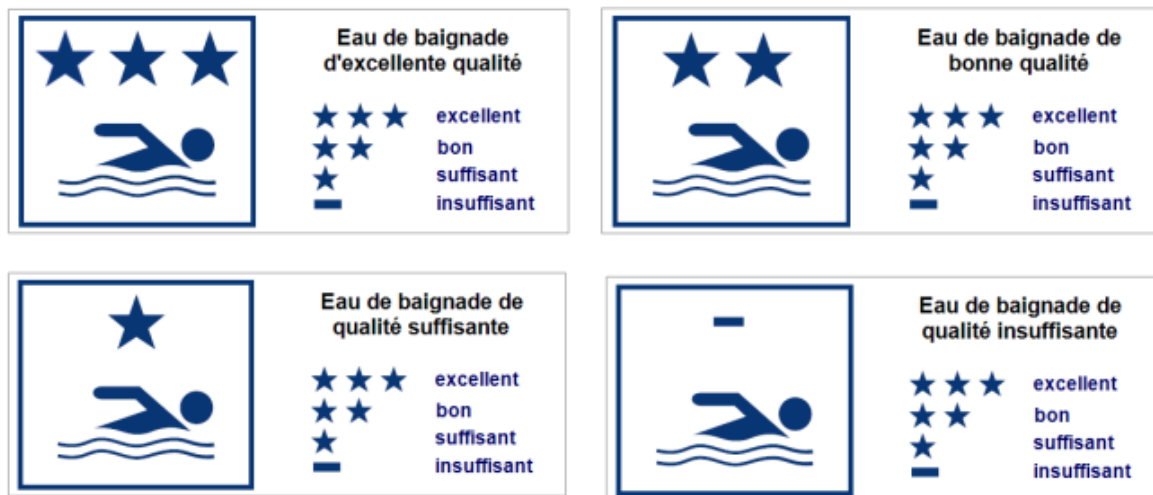 Eau de baignade
d'excellente qualité
excellent
bon
suffisant
insuffisant
Eau de baignade de
bonne qualité
excellent
bon
suffisant
insuffisant
Eau de baignade de
qualité suffisante
excellent
bon
suffisant
insuffisant
Eau de baignade de
qualité insuffisante
excellent
bon
suffisant
insuffisant